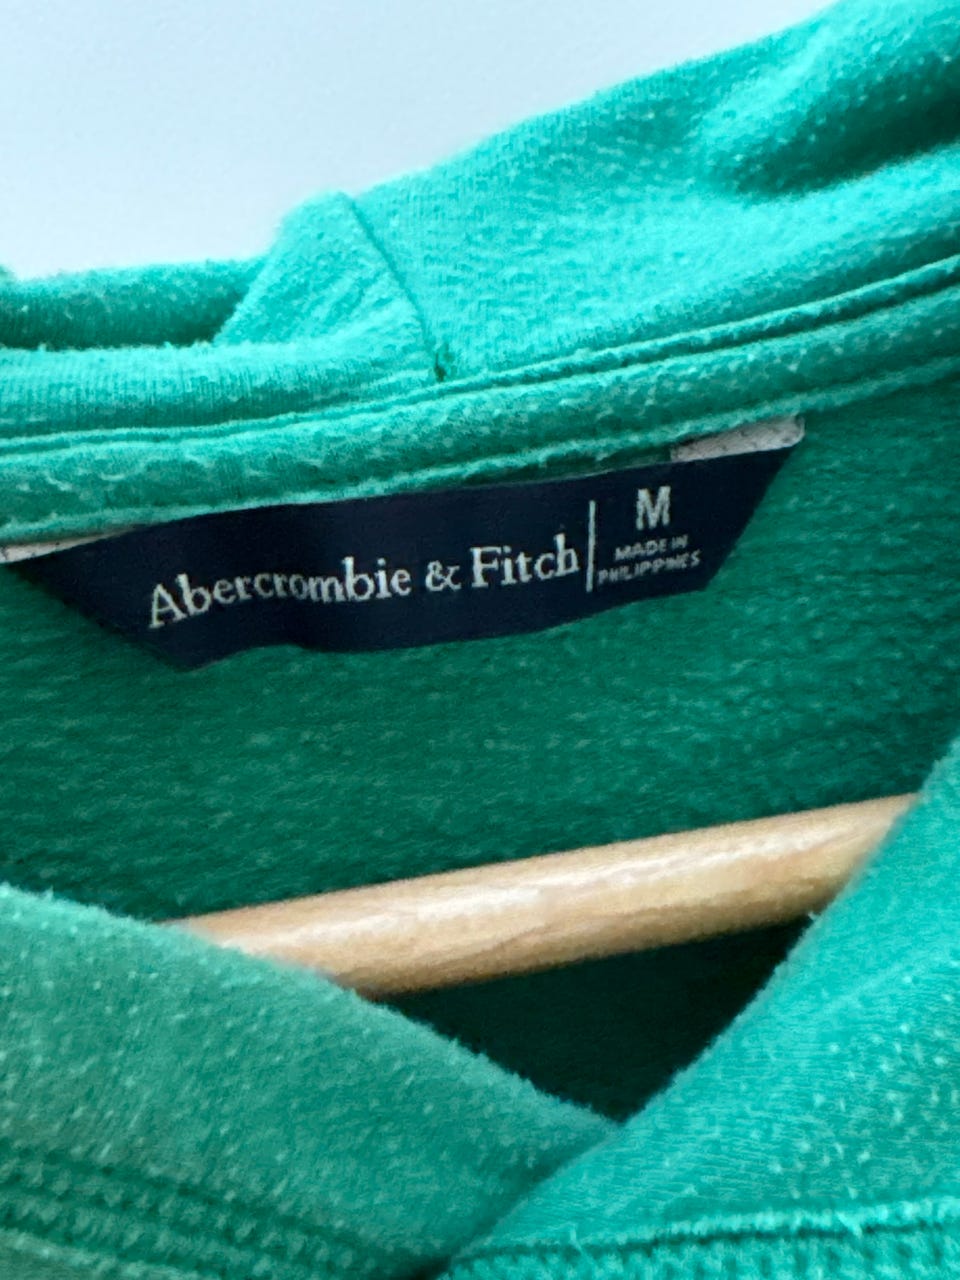 Abercrombie & Fitch
M
MADE IN
PHILIPPINES